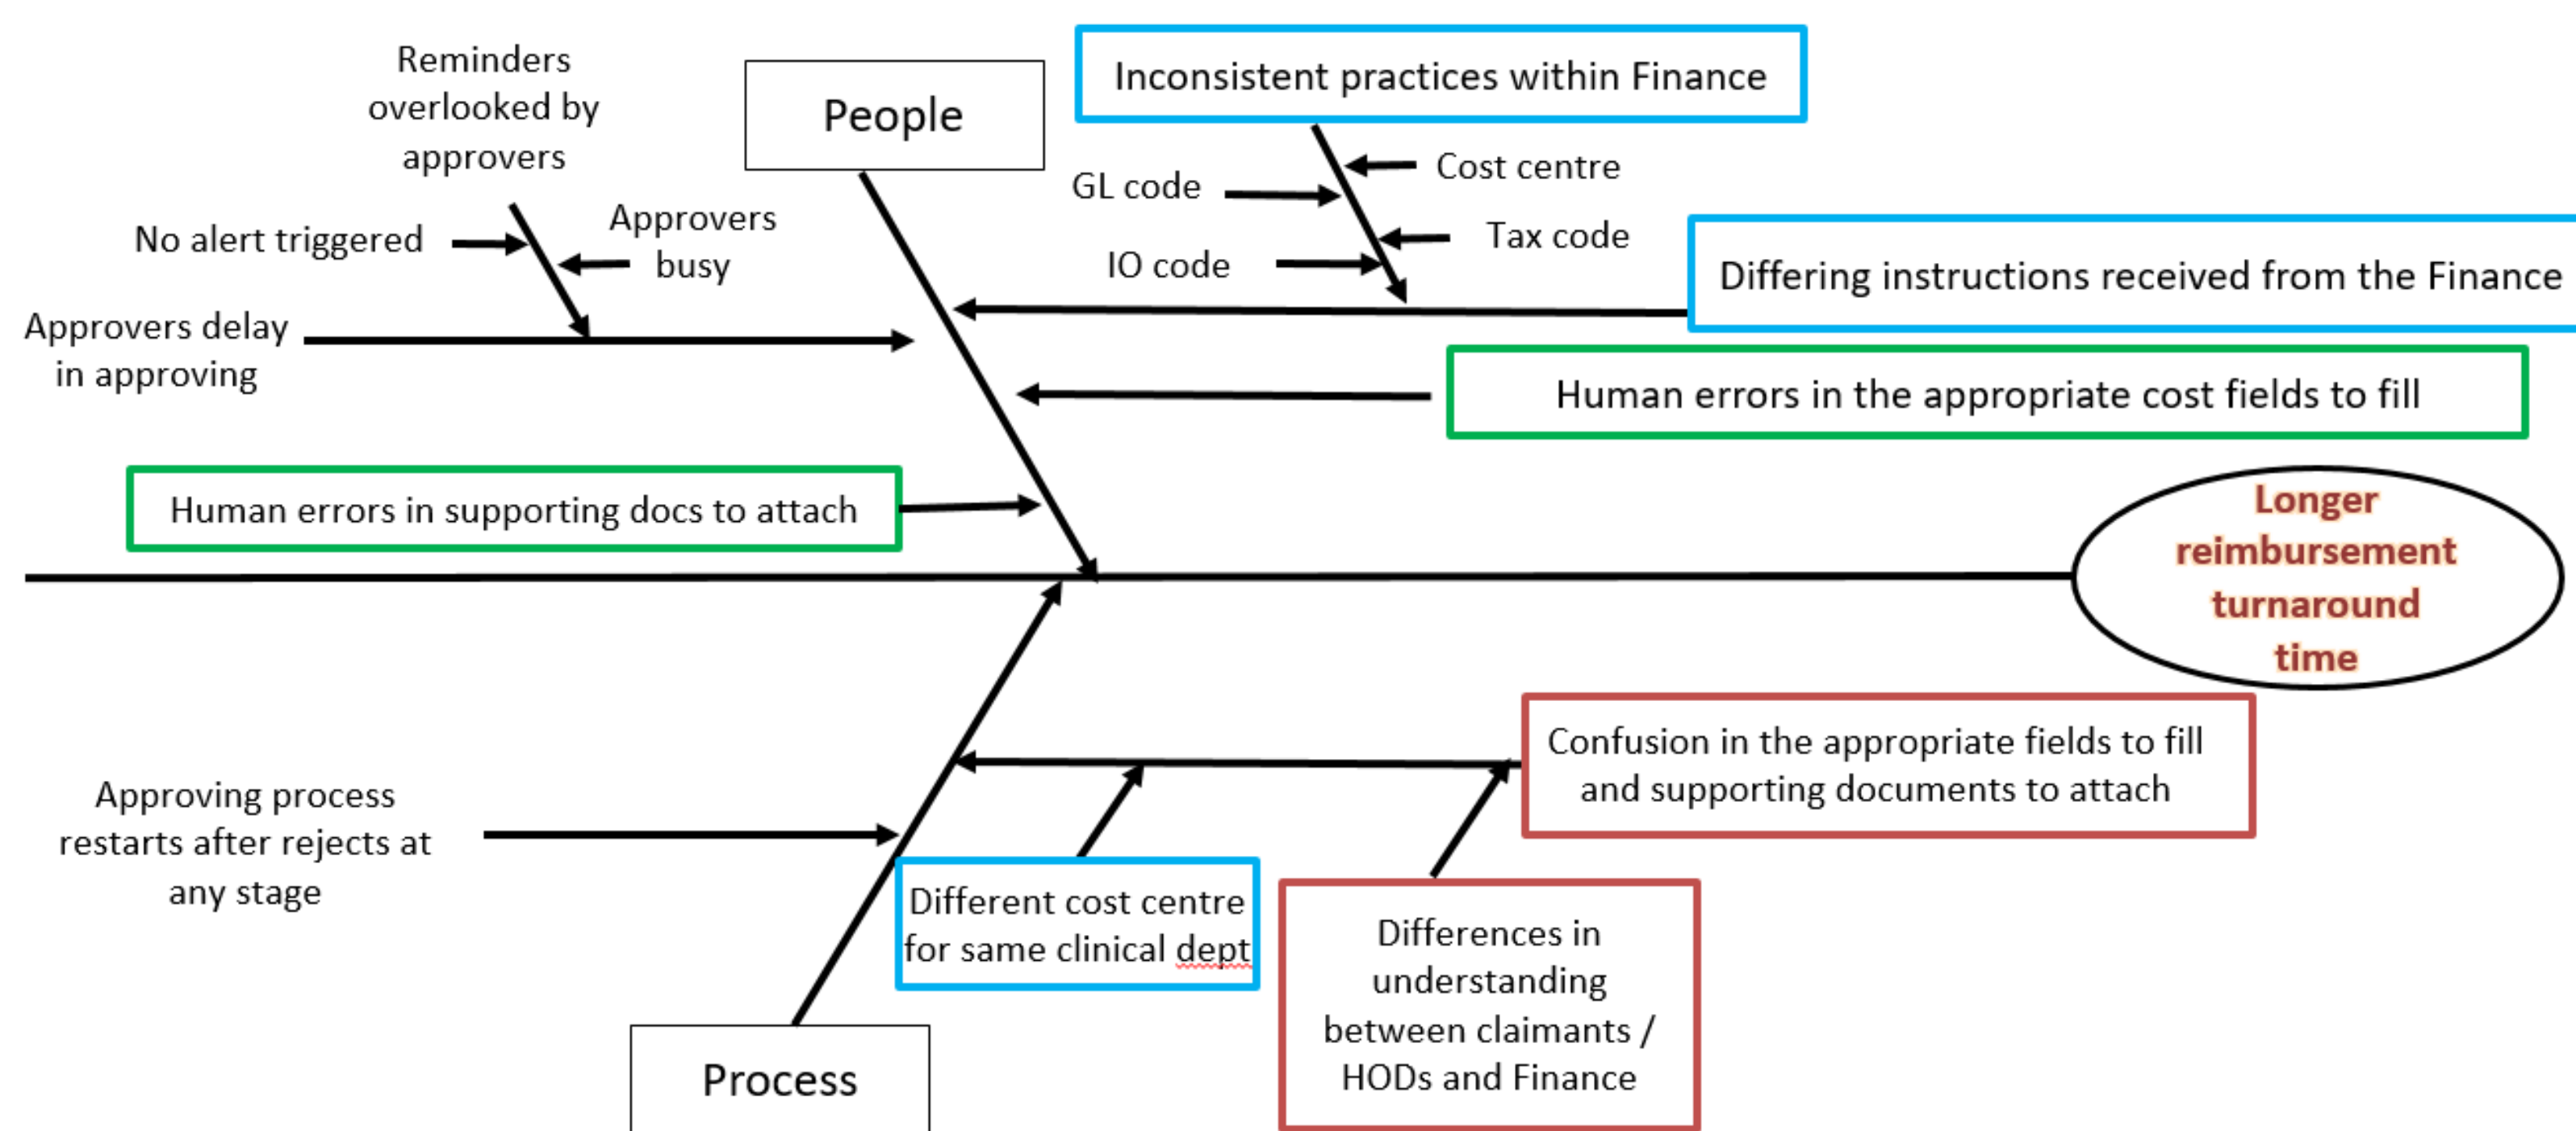 Reminders
overlooked by
approvers
People
Inconsistent practices within Finance
Cost centre
GL code
Tax code
IO code
No alert triggered
Approvers
busy
Differing instructions received from the Finance
Approvers delay
in approving
Human errors in the appropriate cost fields to fill
Human errors in supporting docs to attach
Longer
reimbursement
turnaround
time
Confusion in the appropriate fields to fill
and supporting documents to attach
Approving process
restarts after rejects at
any stage
Different cost centre
for same clinical dept
Differences in
understanding
between claimants /
HODs and Finance
Process